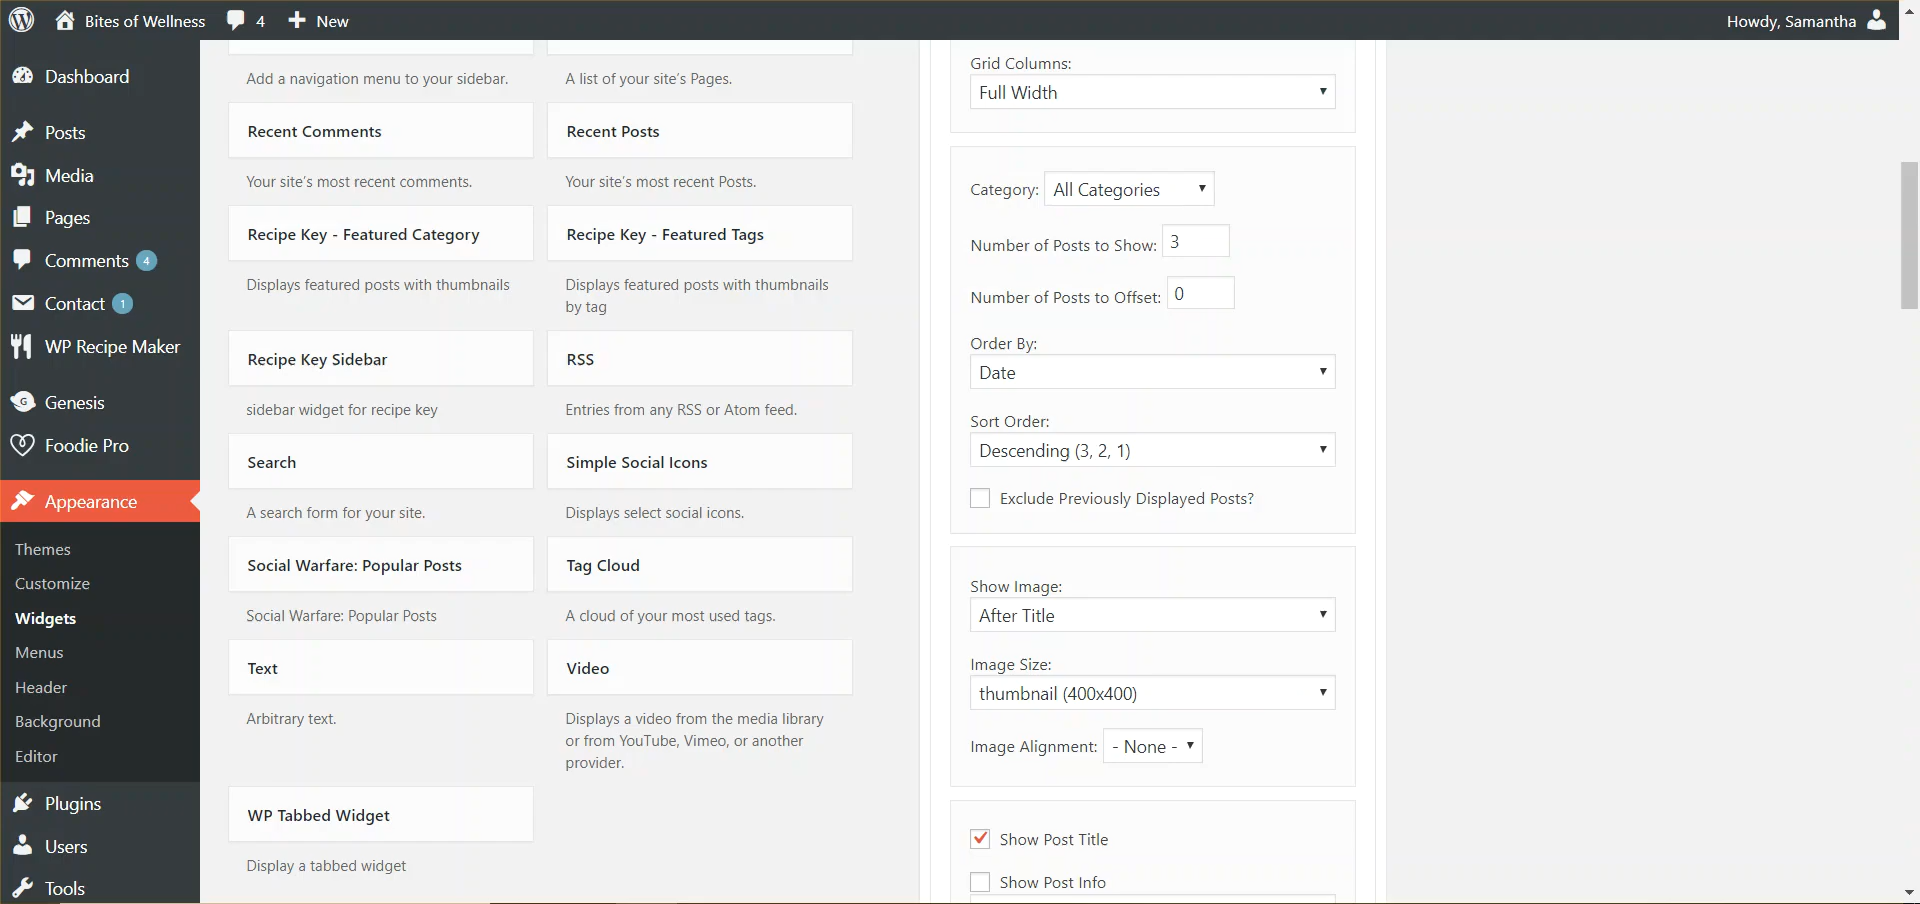 Bites of Wellness
4
New
Howdy, Samantha
Dashboard
Posts
Media
Pages
Comments 4
Contact 1
WP Recipe Maker
Genesis
Foodie Pro
Appearance
Themes
Customize
Widgets
Menus
Header
Background
Editor
Plugins
Users
Tools
Add a navigation menu to your sidebar.
A list of your site's Pages.
Recent Comments
Recent Posts
Your site's most recent comments.
Your site's most recent Posts.
Recipe Key - Featured Category
Recipe Key - Featured Tags
Displays featured posts with thumbnails
Displays featured posts with thumbnails
by tag
Recipe Key Sidebar
RSS
sidebar widget for recipe key
Entries from any RSS or Atom feed.
Search
Simple Social Icons
A search form for your site.
Displays select social icons.
Social Warfare: Popular Posts
Tag Cloud
Social Warfare: Popular Posts
A cloud of your most used tags.
Text
Video
Arbitrary text.
Displays a video from the media library
or from YouTube, Vimeo, or another
provider.
WP Tabbed Widget
Display a tabbed widget
Grid Columns:
Full Width
Category: All Categories
Number of Posts to Show: 3
Number of Posts to Offset: 0
Order By:
Date
Sort Order:
Descending (3, 2, 1)
Exclude Previously Displayed Posts?
Show Image:
After Title
Image Size:
thumbnail (400x400)
Image Alignment: - None -
Show Post Title
Show Post Info